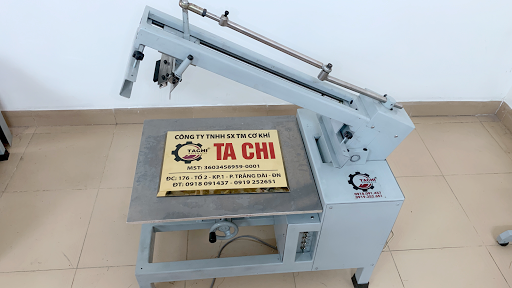 CÔNG TY TNHH SX TM CƠ KHÍ
TACHI
TA CHI
MST: 3603456959-0001
ĐC: 176 - TỔ 2 - KP.1 - P. TRẢNG DÀI - ĐN
ĐT: 0918 091437 - 0919 252651
TACHI